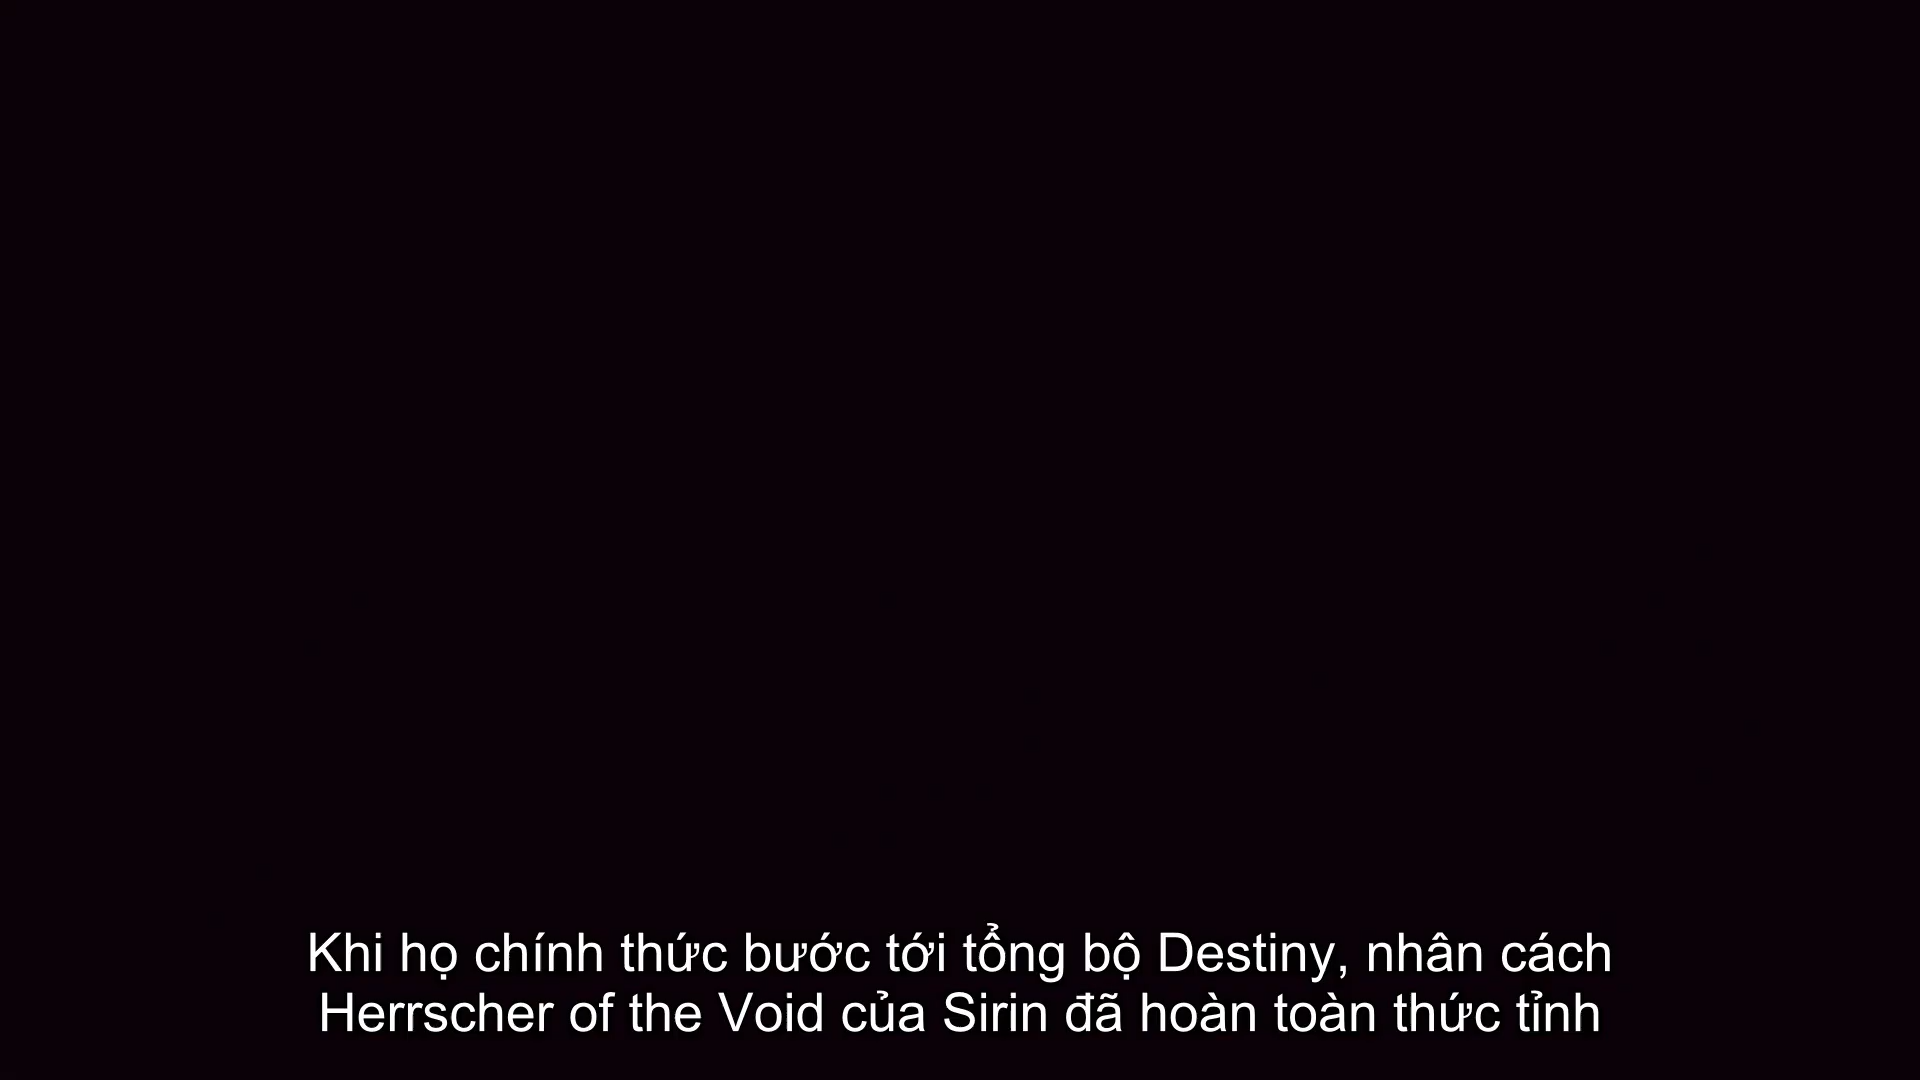 Khi họ chính thức bước tới tổng bộ Destiny, nhân cách
Herrscher of the Void của Sirin đã hoàn toàn thức tỉnh